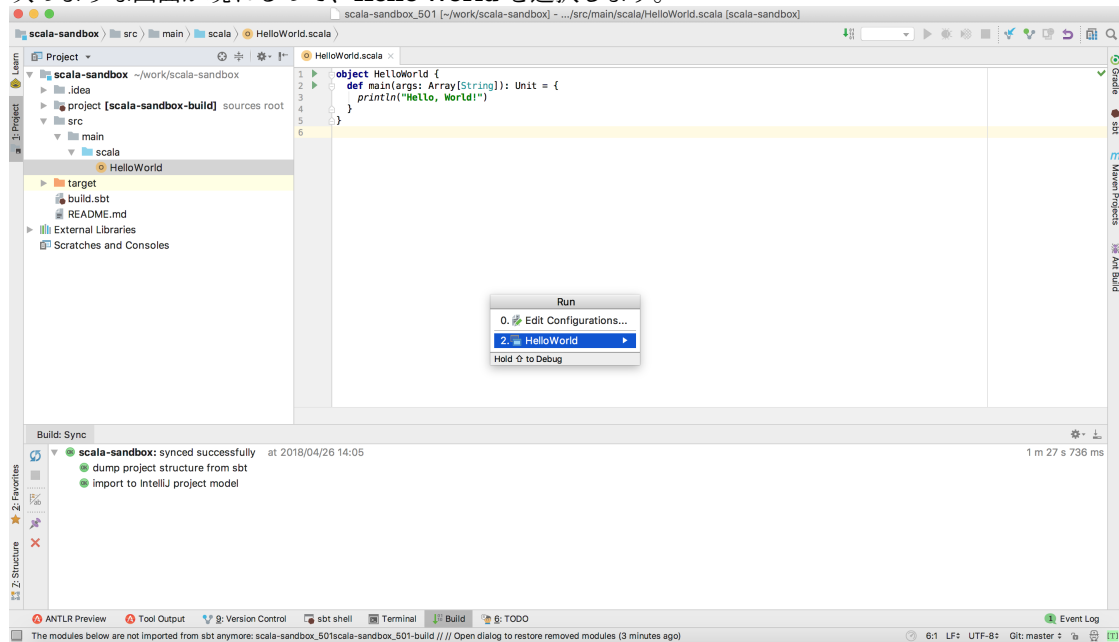 scala-sandbox_501 [~/work/scala-sandbox] - .../src/main/scala/HelloWorld.scala [scala-sandbox]
scala-sandbox src main scala HelloWorld.scala
Project
HelloWorld.scala
scala-sandbox ~/work/scala-sandbox
.idea
project [scala-sandbox-build] sources root
src
main
scala
HelloWorld
target
build.sbt
README.md
External Libraries
Scratches and Consoles
1 object HelloWorld {
2 def main(args: Array[String]): Unit = {
3 println("Hello, World!")
4 }
5 }
6
Run
0. Edit Configurations...
2. HelloWorld
Hold ⇧ to Debug
Learn
1: Project
2: Favorites
7: Structure
Gradle
sbt
Maven Projects
Ant Build
Build: Sync
scala-sandbox: synced successfully at 2018/04/26 14:05
1 m 27 s 736 ms
dump project structure from sbt
import to IntelliJ project model
ANTLR Preview Tool Output 9: Version Control sbt shell Terminal Build 6: TODO Event Log
The modules below are not imported from sbt anymore: scala-sandbox_501scala-sandbox_501-build // // Open dialog to restore removed modules (3 minutes ago)
6:1 LF÷ UTF-8÷ Git: master ÷